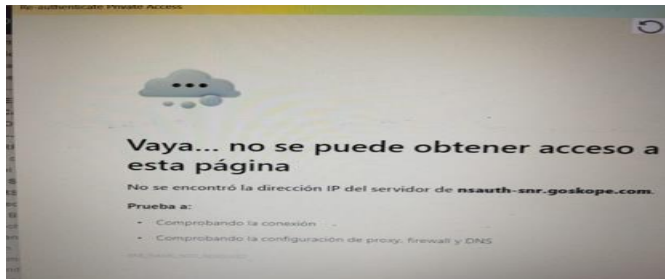 Re-authenticate Private Access
Vaya... no se puede obtener acceso a
esta página
No se encontró la dirección IP del servidor de nsauth-snr.goskope.com.
Prueba a:
• Comprobando la conexión
• Comprobando la configuración de proxy, firewall y DNS